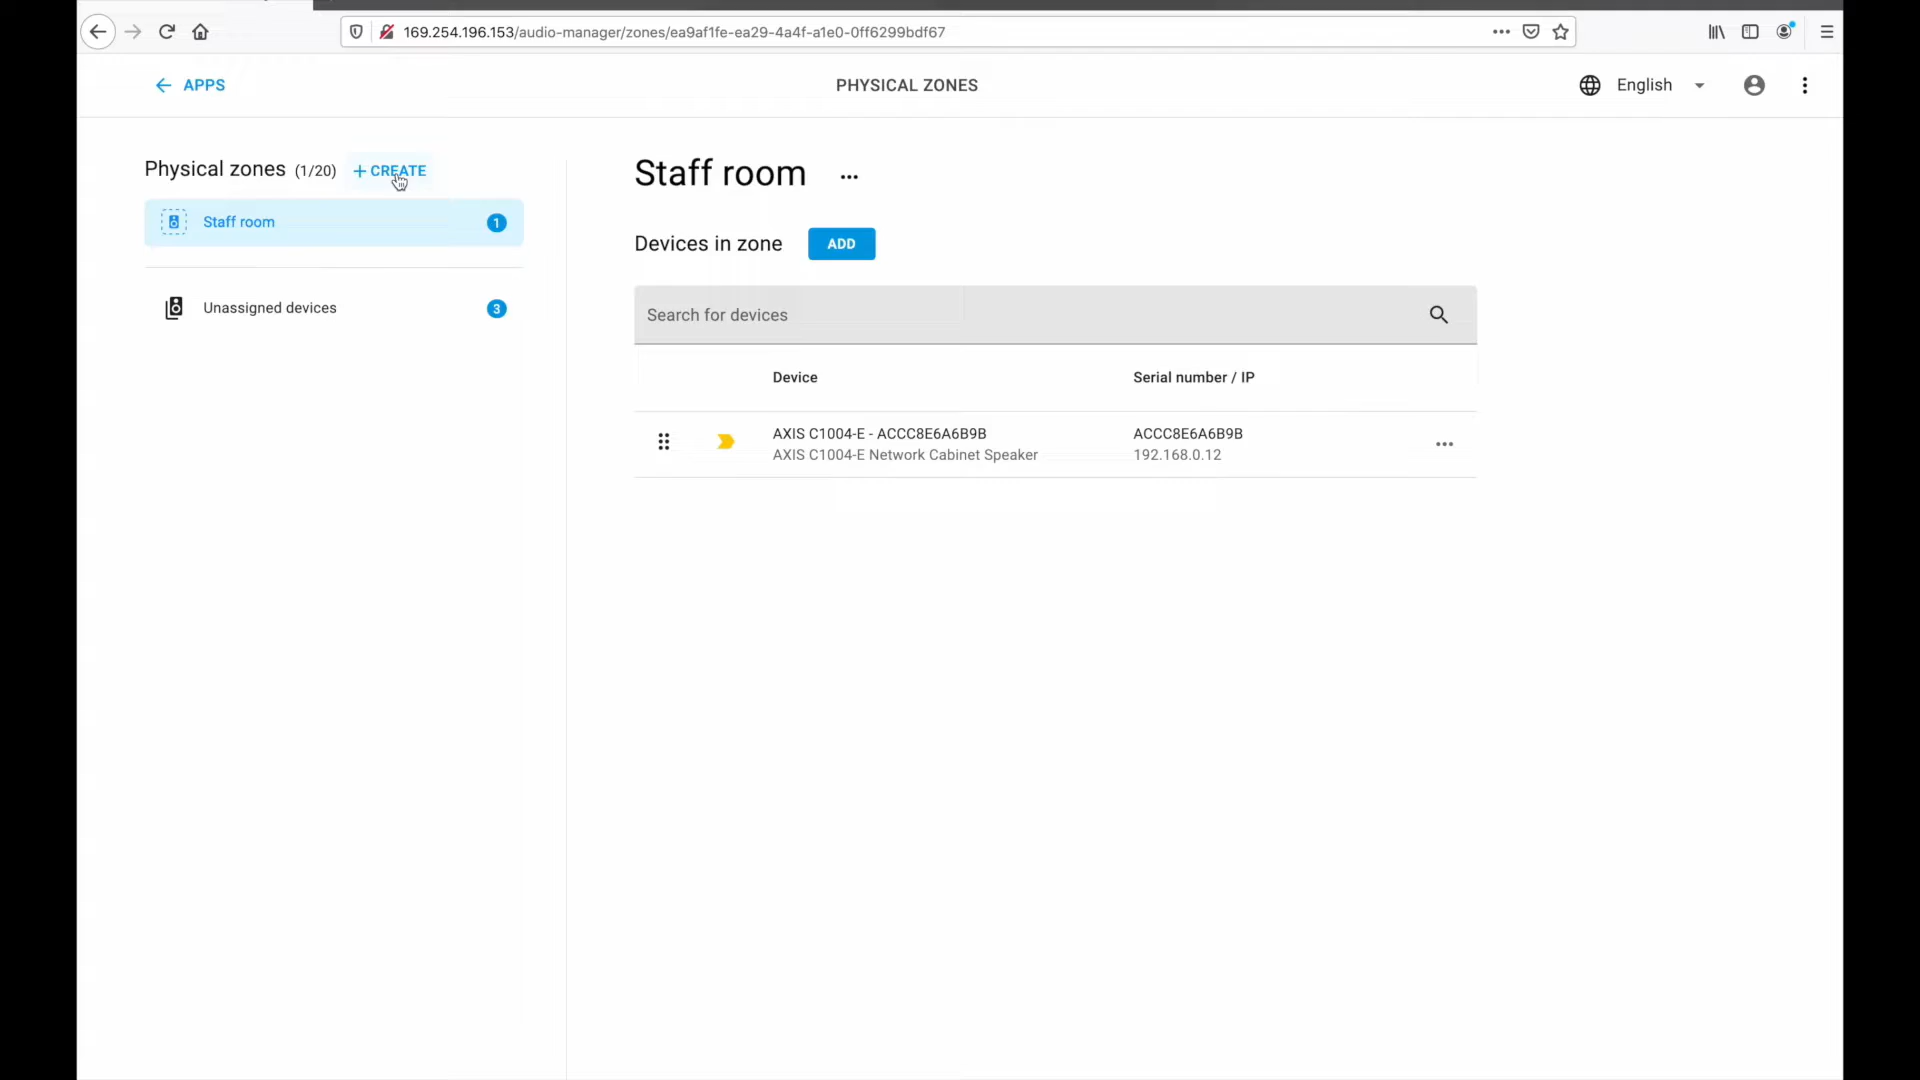 169.254.196.153/audio-manager/zones/ea9af1fe-ea29-4a4f-a1e0-0ff6299bdf67
APPS
PHYSICAL ZONES
English
Physical zones (1/20) + CREATE
Staff room 1
Unassigned devices 3
Staff room ...
Devices in zone ADD
Search for devices
Device Serial number / IP
AXIS C1004-E - ACCC8E6A6B9B ACCC8E6A6B9B
AXIS C1004-E Network Cabinet Speaker 192.168.0.12